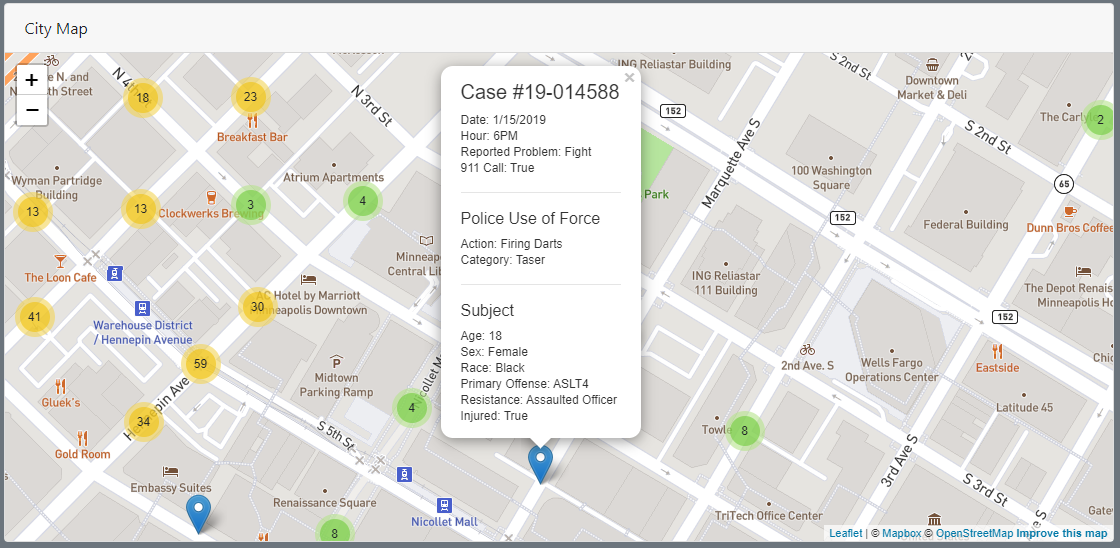 City Map
+
−
N. and
th Street
N 4th
18
23
Breakfast Bar
N 3rd St
ING Reliastar Building
152
S 2nd St
Downtown
Market & Deli
The Carlyle
2
S 2nd St
Wyman Partridge
Building
Atrium Apartments
13
13
Clockwerks Brewing
3
4
Park
Marquette Ave S
100 Washington
Square
65
152
Federal Building
Dunn Bros Coffee
Minneap
Central Lib
The Loon Cafe
AC Hotel by Marriott
Minneapolis Downtown
30
ING Reliastar
111 Building
The Depot Renais
Minneapolis Ho
41
Warehouse District
/ Hennepin Avenue
152
59
Midtown
Parking Ramp
Nicollet M
2nd Ave. S
Wells Fargo
Operations Center
Eastside
Chic
Gluek's
34
Hennepin Ave
4
Latitude 45
Gold Room
S 5th St
Towle
8
3rd Ave S
Embassy Suites
Renaissance Square
8
Nicollet Mall
TriTech Office Center
S 3rd St
Gate
Case #19-014588
×
Date: 1/15/2019
Hour: 6PM
Reported Problem: Fight
911 Call: True
Police Use of Force
Action: Firing Darts
Category: Taser
Subject
Age: 18
Sex: Female
Race: Black
Primary Offense: ASLT4
Resistance: Assaulted Officer
Injured: True
Leaflet | © Mapbox © OpenStreetMap Improve this map